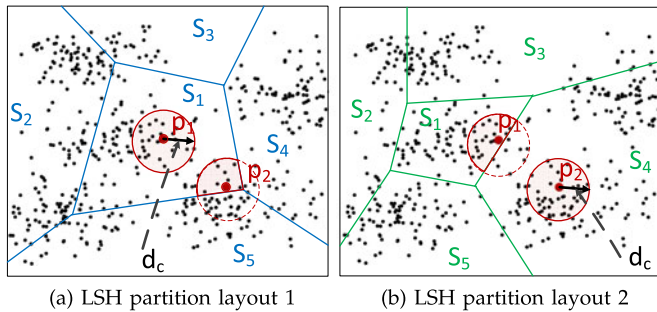 S3
S1
S2
p1
S4
p2
S5
dc
(a) LSH partition layout 1
S3
S2
S1
p1
S4
p2
S5
dc
(b) LSH partition layout 2